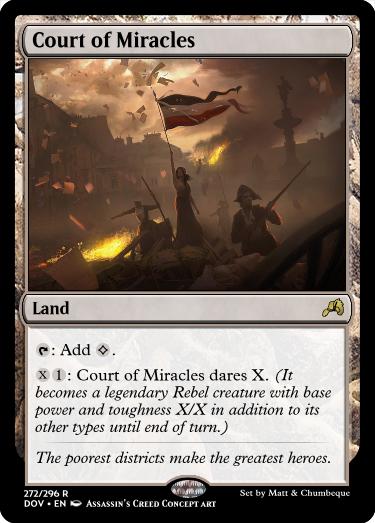 Court of Miracles
Land
: Add .
X 1: Court of Miracles dares X. (It
becomes a legendary Rebel creature with base
power and toughness X/X in addition to its
other types until end of turn.)
The poorest districts make the greatest heroes.
272/296 R
DOV • EN Assassin's Creed Concept art
Set by Matt & Chumbeque